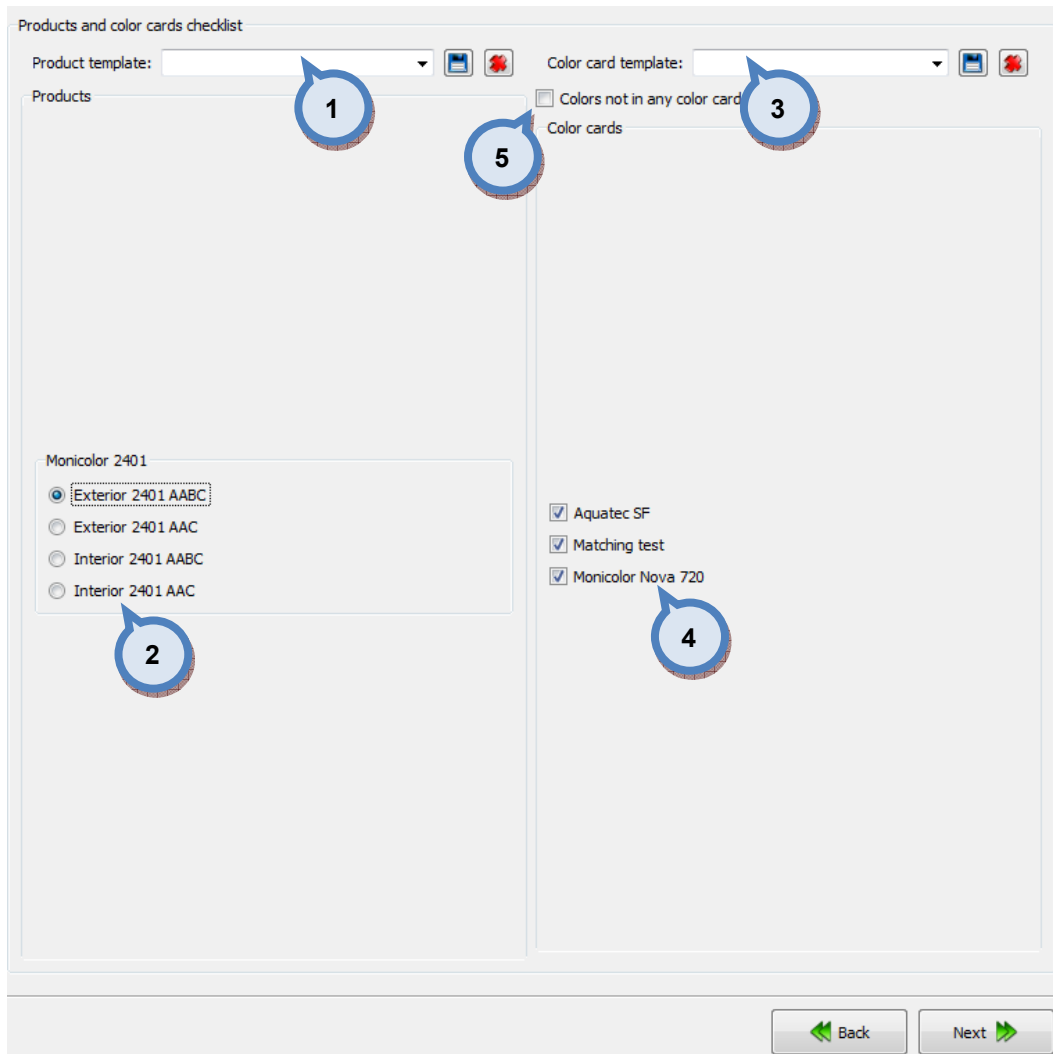 Products and color cards checklist
Product template:
Color card template:
1
3
Products
Colors not in any color card
5
Color cards
Monicolor 2401
Exterior 2401 AABC
Exterior 2401 AAC
Interior 2401 AABC
Interior 2401 AAC
2
Aquatec SF
Matching test
Monicolor Nova 720
4
Back
Next